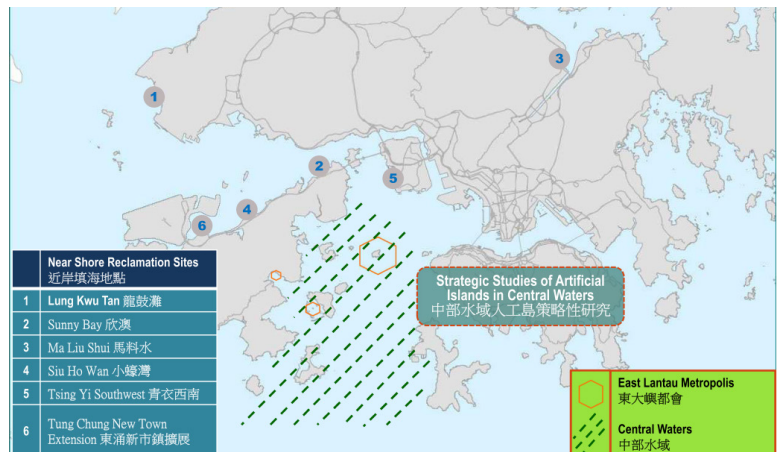 3
1
2
5
4
6
Near Shore Reclamation Sites
近岸填海地點
1 Lung Kwu Tan 龍鼓灘
2 Sunny Bay 欣澳
3 Ma Liu Shui 馬料水
4 Siu Ho Wan 小蠔灣
5 Tsing Yi Southwest 青衣西南
6 Tung Chung New Town
Extension 東涌新市鎮擴展
Strategic Studies of Artificial
Islands in Central Waters
中部水域人工島策略性研究
East Lantau Metropolis
東大嶼都會
Central Waters
中部水域